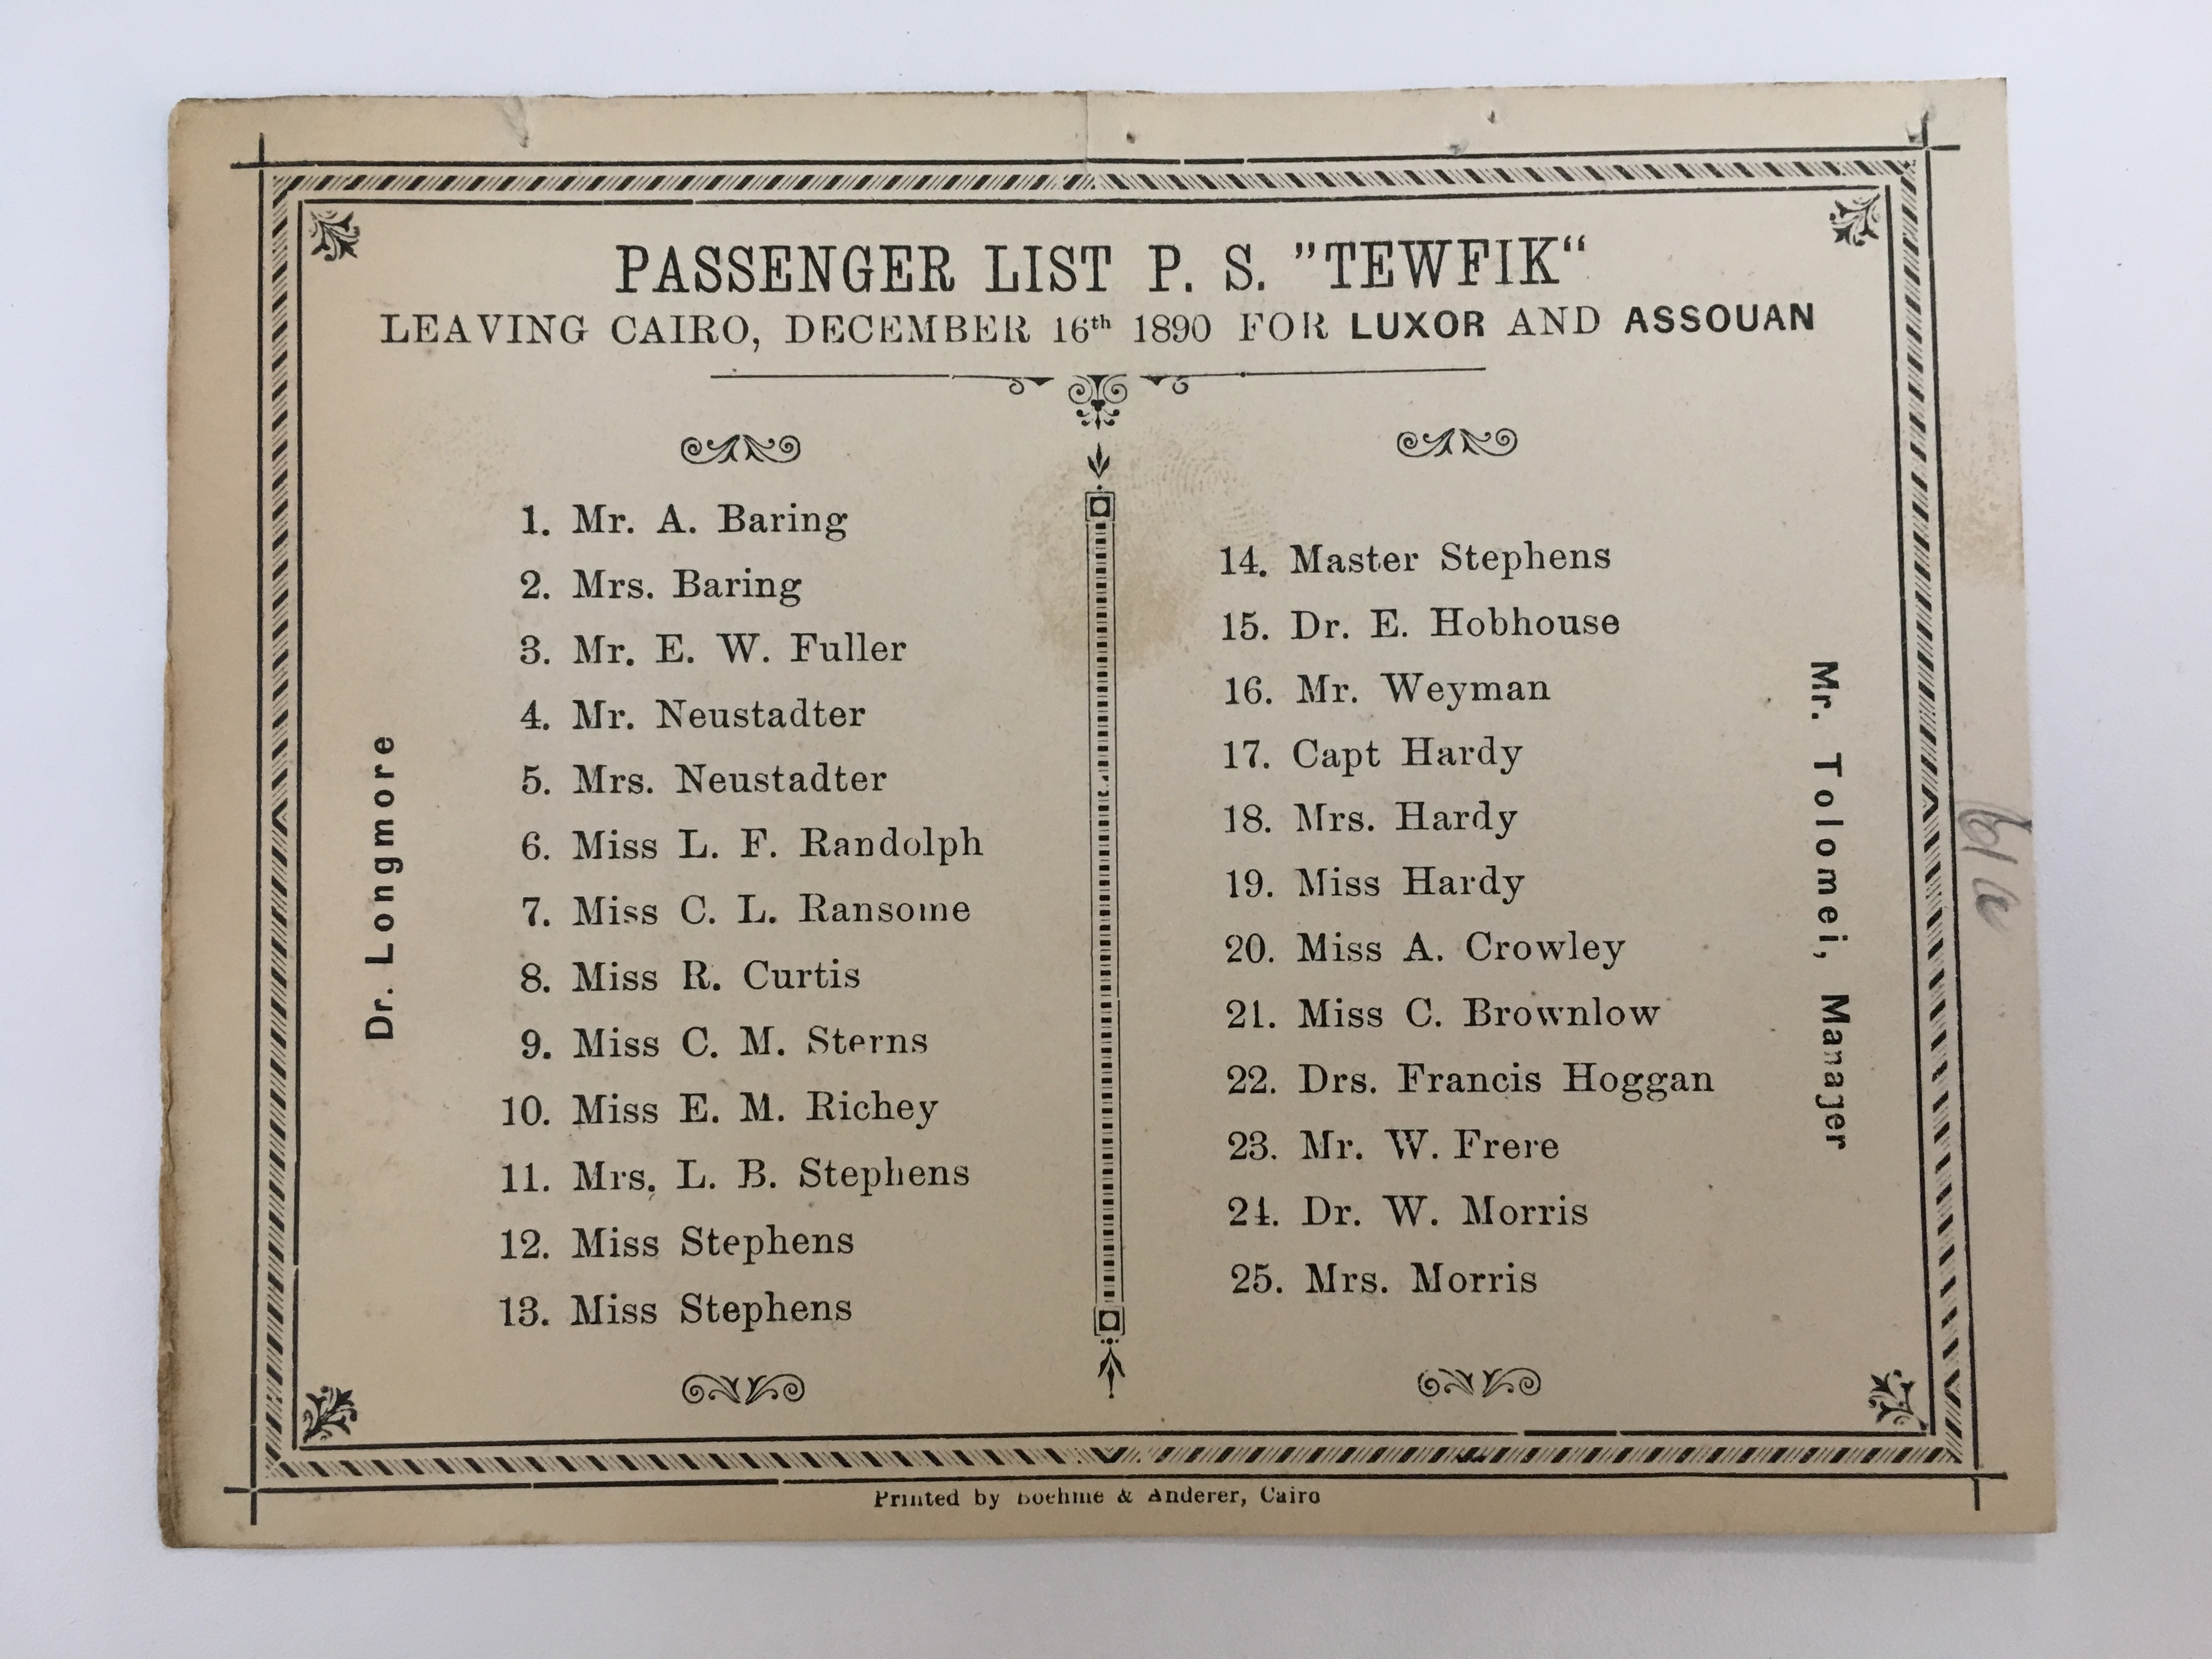 PASSENGER LIST P. S. ”TEWFIK“
LEAVING CAIRO, DECEMBER 16th 1890 FOR LUXOR AND ASSOUAN
Dr. Longmore
1. Mr. A. Baring
2. Mrs. Baring
3. Mr. E. W. Fuller
4. Mr. Neustadter
5. Mrs. Neustadter
6. Miss L. F. Randolph
7. Miss C. L. Ransome
8. Miss R. Curtis
9. Miss C. M. Sterns
10. Miss E. M. Richey
11. Mrs. L. B. Stephens
12. Miss Stephens
13. Miss Stephens
14. Master Stephens
15. Dr. E. Hobhouse
16. Mr. Weyman
17. Capt Hardy
18. Mrs. Hardy
19. Miss Hardy
20. Miss A. Crowley
21. Miss C. Brownlow
22. Drs. Francis Hoggan
23. Mr. W. Frere
24. Dr. W. Morris
25. Mrs. Morris
Mr. Tolomei, Manager
Printed by Boehme & Anderer, Cairo